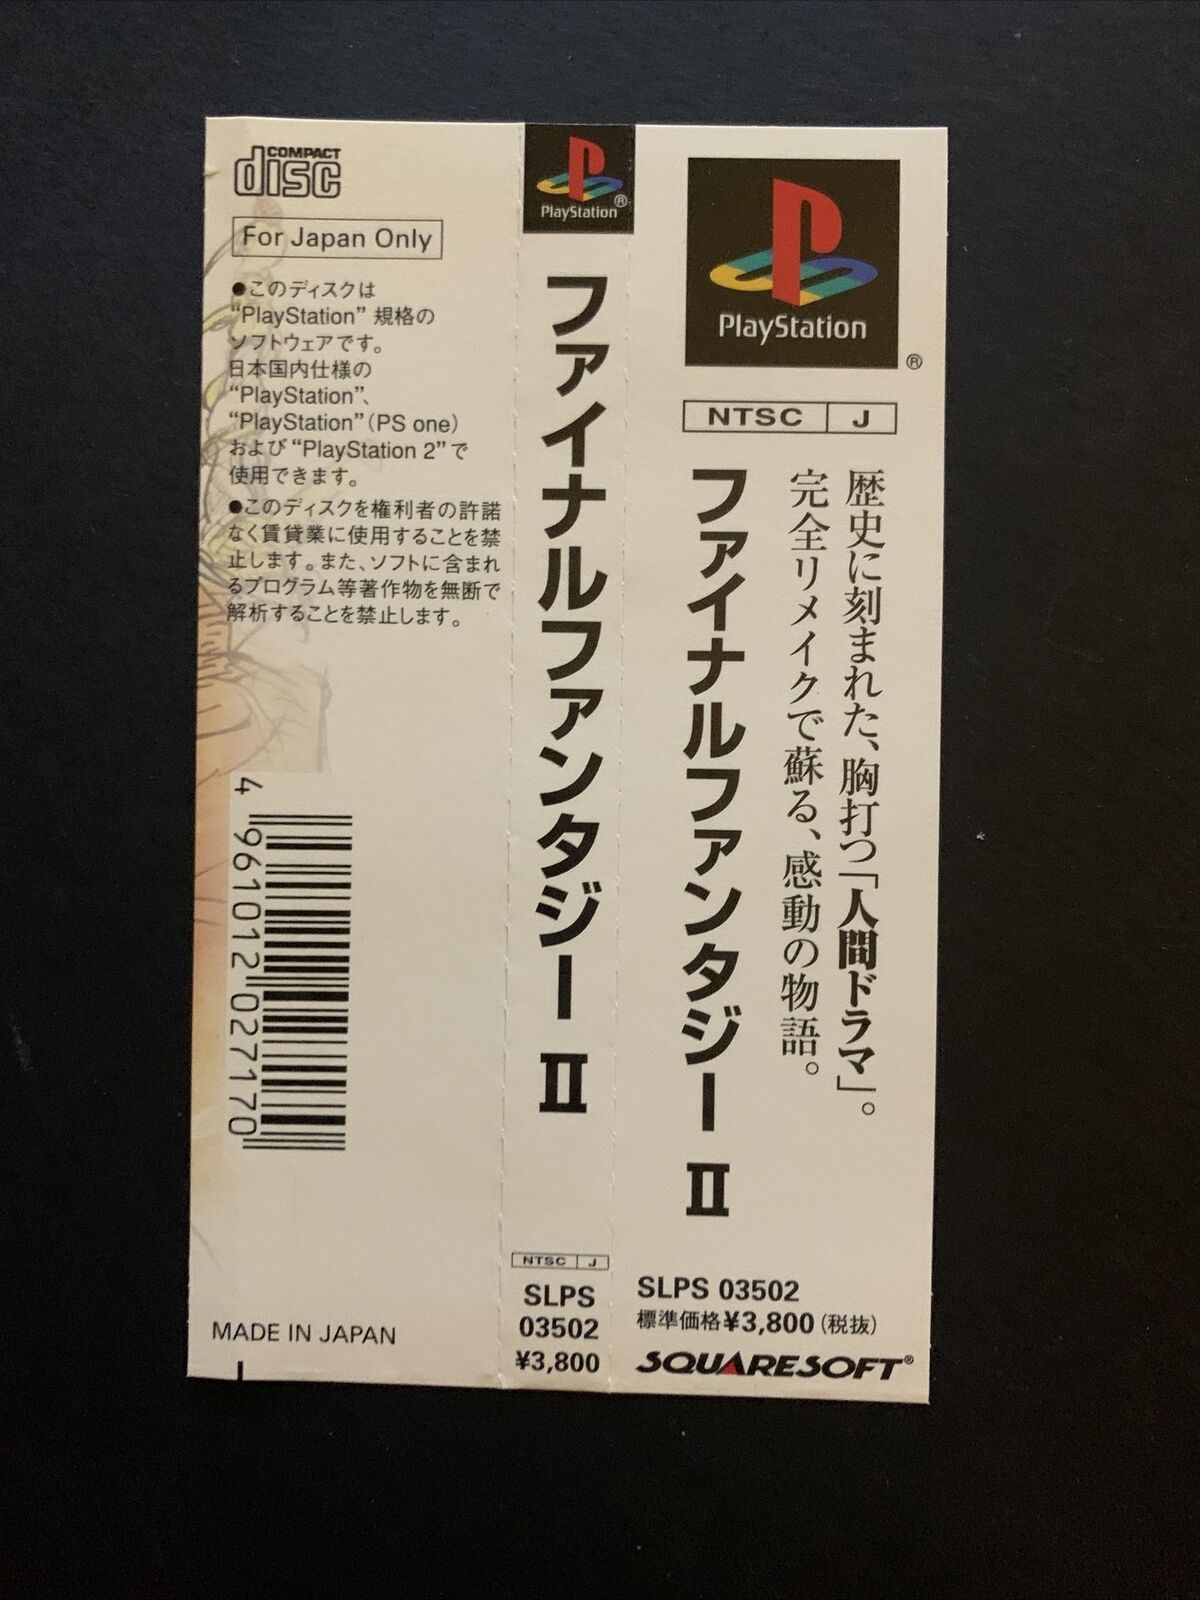 COMPACT
disc
For Japan Only
●このディスクは
“PlayStation” 規格の
ソフトウェアです。
日本国内仕様の
“PlayStation”、
“PlayStation”(PS one)
および“PlayStation 2”で
使用できます。
●このディスクを権利者の許諾
なく賃貸業に使用することを禁
止します。また、ソフトに含まれ
るプログラム等著作物を無断で
解析することを禁止します。
4 961012 027170
MADE IN JAPAN
PlayStation®
ファイナルファンタジー II
NTSC J
SLPS
03502
¥3,800
PlayStation
®
NTSC J
歴史に刻まれた、胸打つ「人間ドラマ」。
完全リメイクで蘇る、感動の物語。
ファイナルファンタジー II
SLPS 03502
標準価格¥3,800(税抜)
SQUARESOFT®